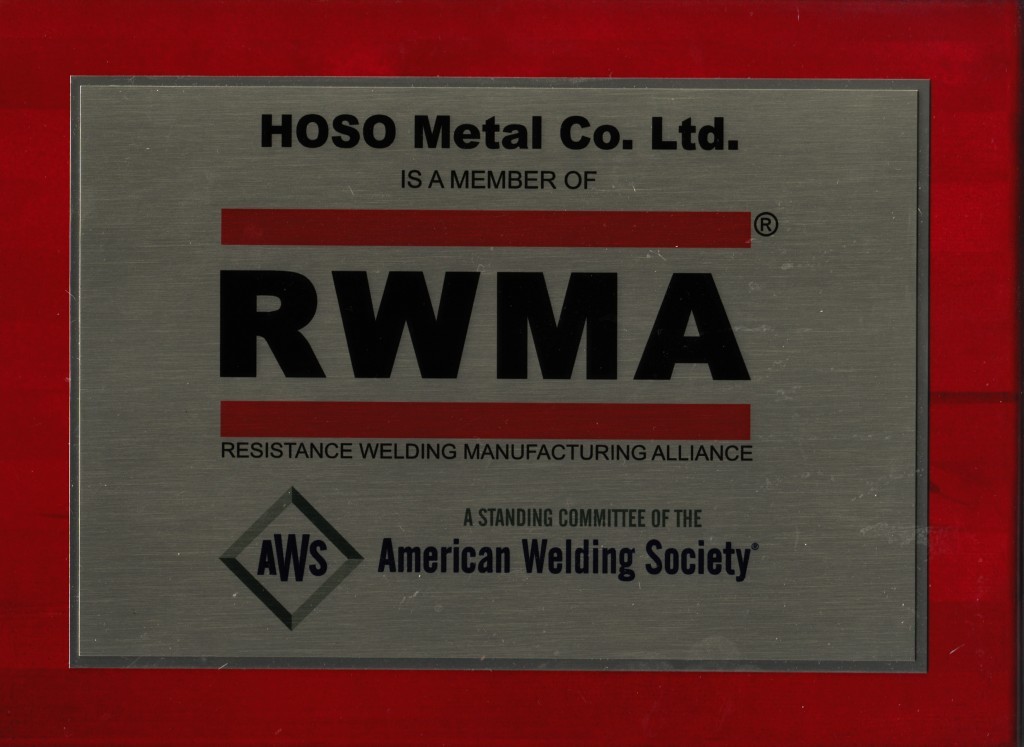 HOSO Metal Co. Ltd.
IS A MEMBER OF
®
RWMA
RESISTANCE WELDING MANUFACTURING ALLIANCE
A STANDING COMMITTEE OF THE
AWS
American Welding Society®